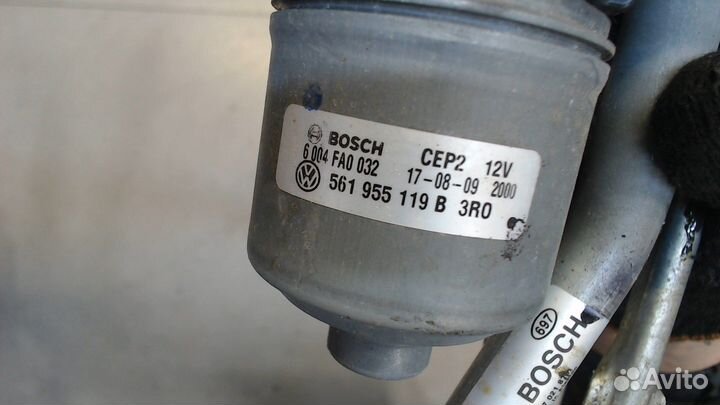 BOSCH CEP2 12V
6 004 FA0 032 17-08-09 2000
561 955 119 B 3R0
697
BOSCH
Avito